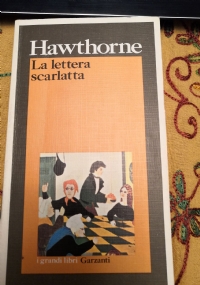 Hawthorne
La lettera
scarlatta
i grandi libri Garzanti